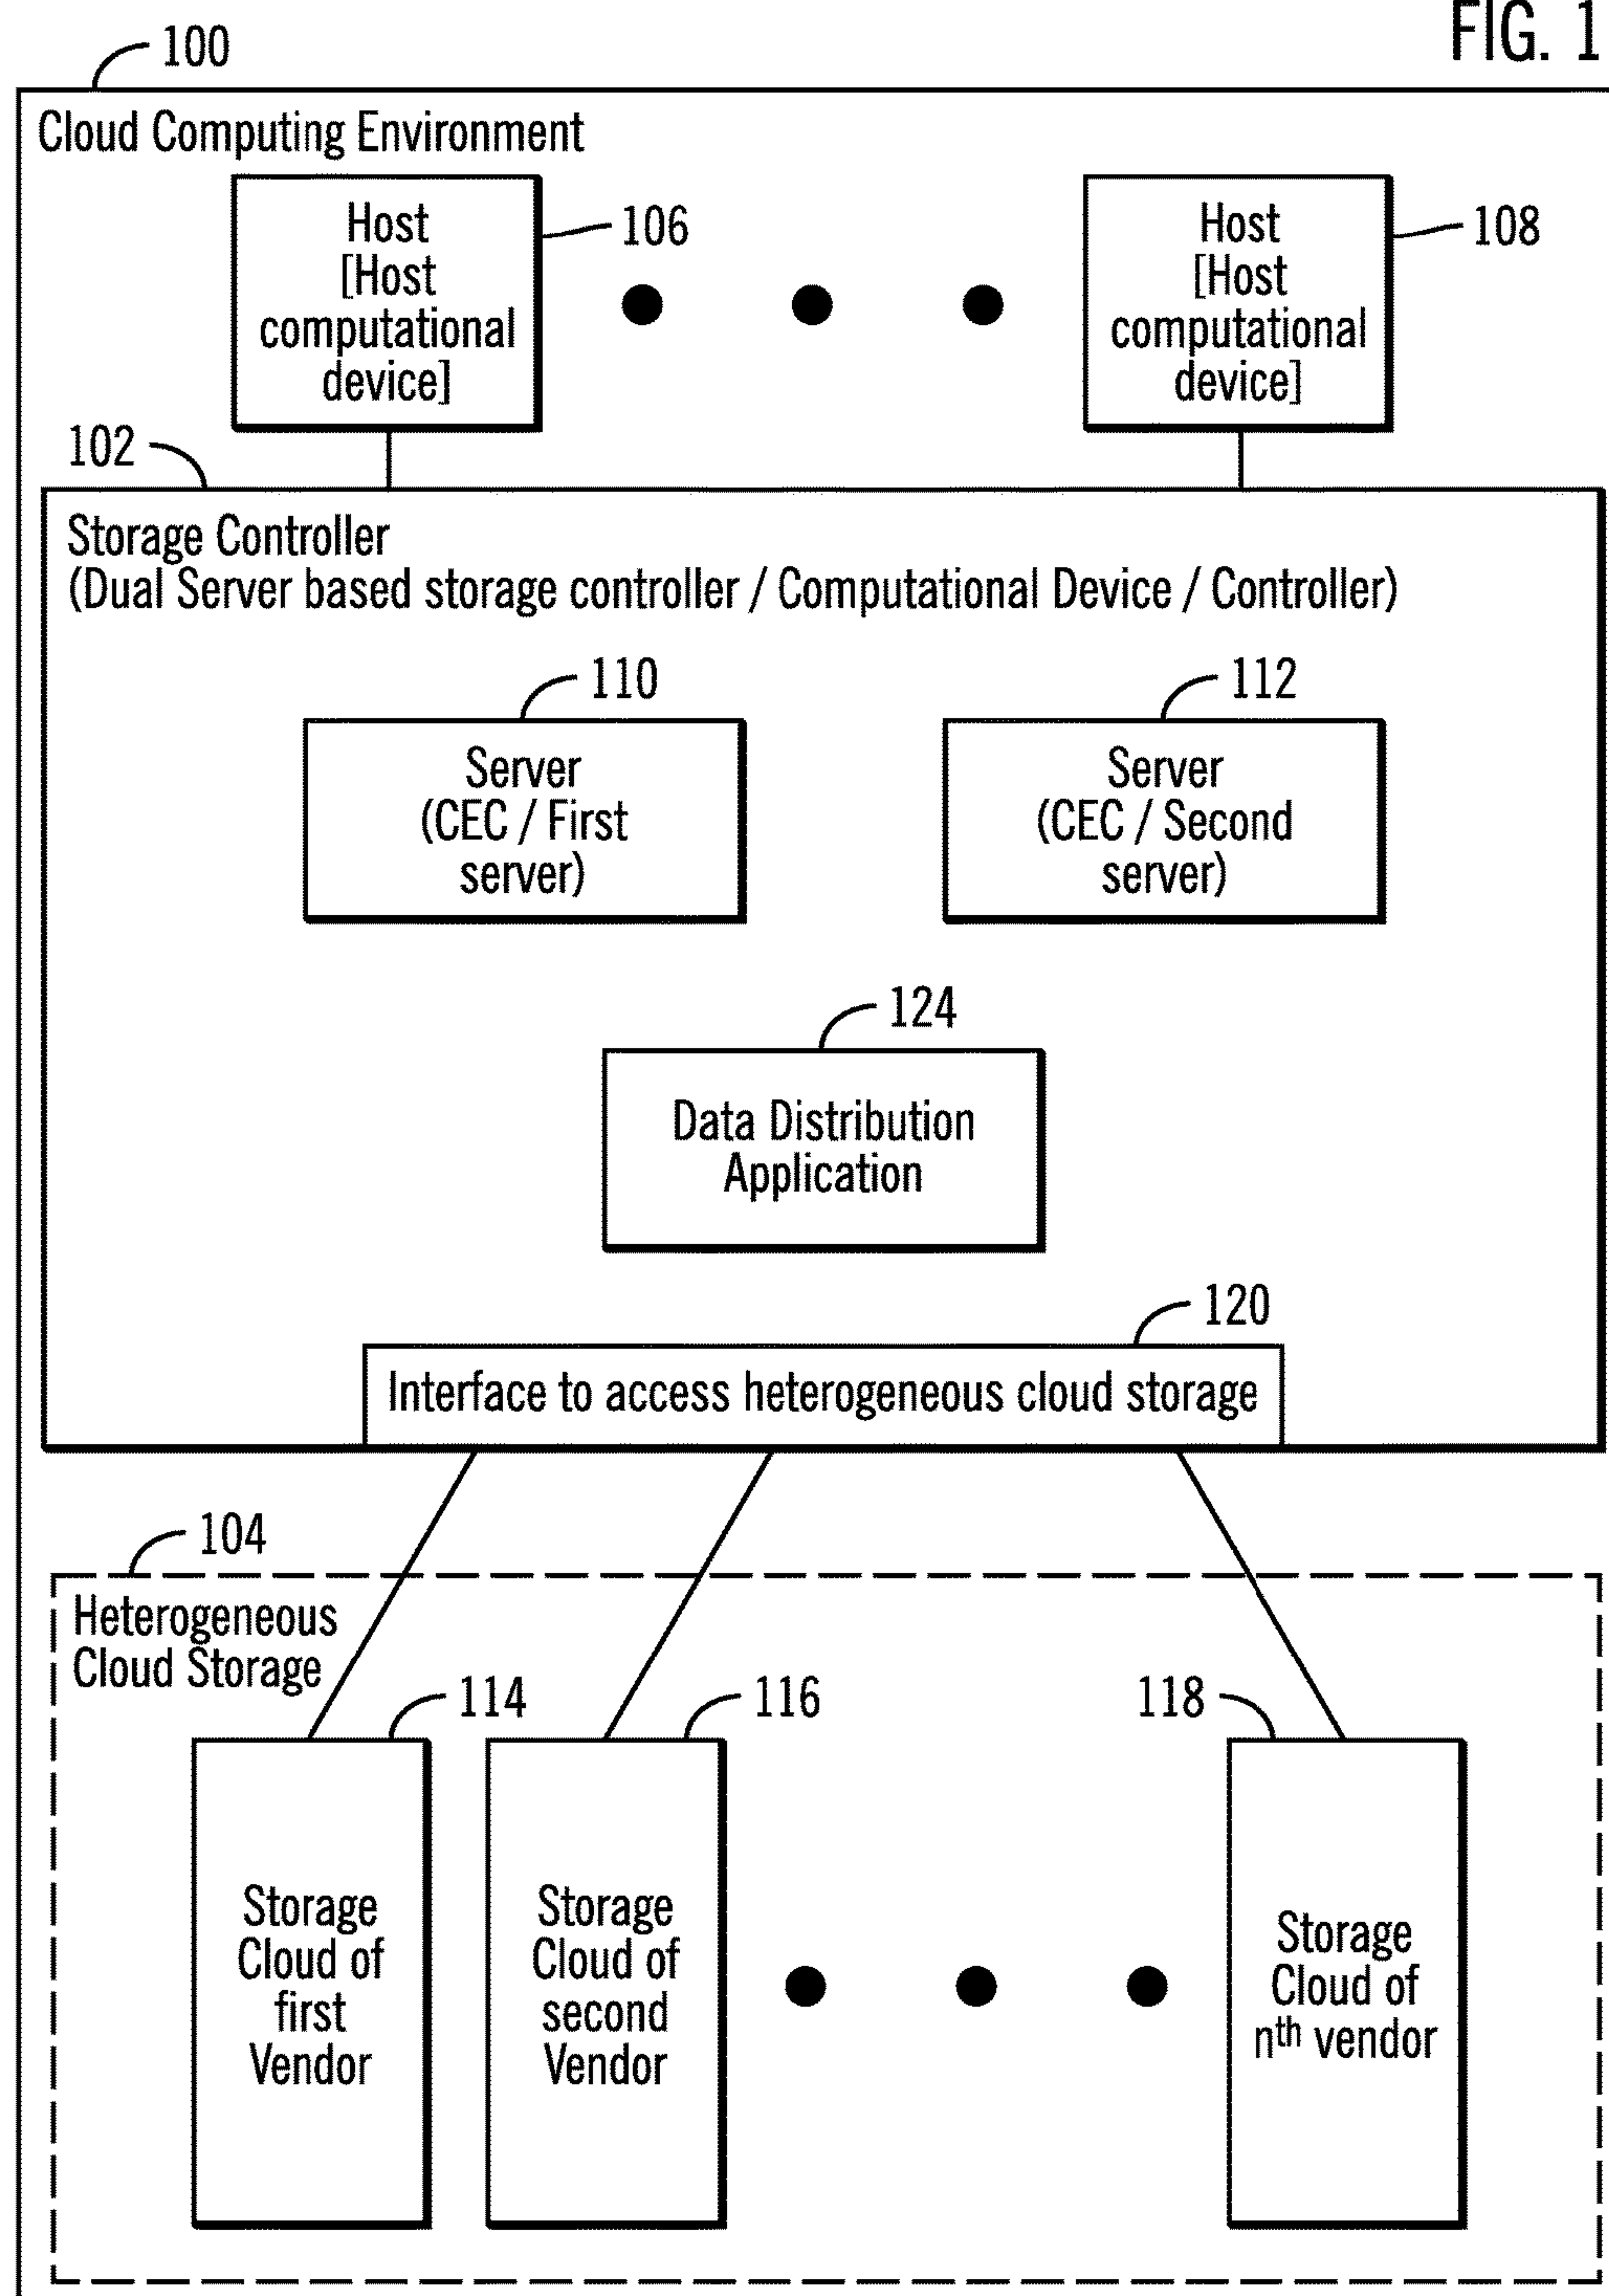 FIG. 1
100
Cloud Computing Environment
Host
[Host
computational
device]
106
Host
[Host
computational
device]
108
102
Storage Controller
(Dual Server based storage controller / Computational Device / Controller)
110
Server
(CEC / First
server)
112
Server
(CEC / Second
server)
124
Data Distribution
Application
120
Interface to access heterogeneous cloud storage
104
Heterogeneous
Cloud Storage
114
Storage
Cloud of
first
Vendor
116
Storage
Cloud of
second
Vendor
118
Storage
Cloud of
nth vendor